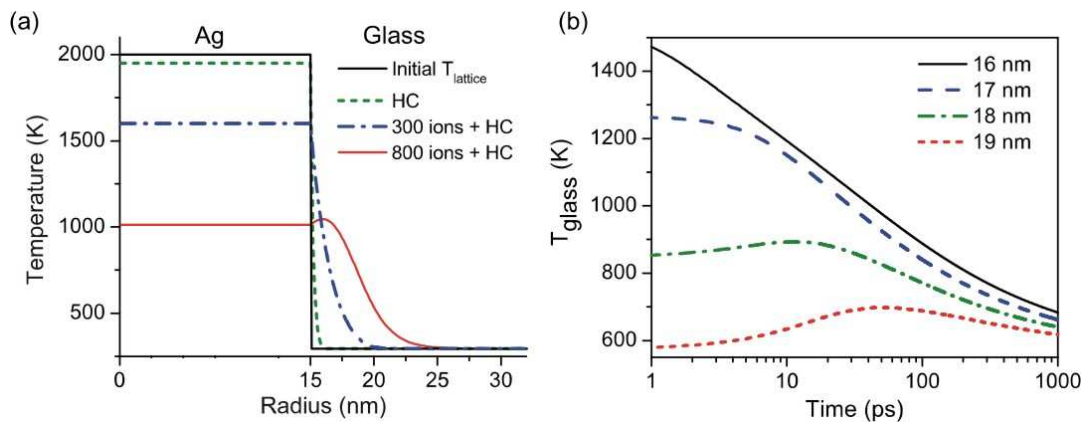 (a)
Ag
Glass
Initial T_lattice
HC
300 ions + HC
800 ions + HC
Temperature (K)
2000
1500
1000
500
0
15
20
25
30
Radius (nm)
(b)
16 nm
17 nm
18 nm
19 nm
T_glass (K)
1400
1200
1000
800
600
1
10
100
1000
Time (ps)